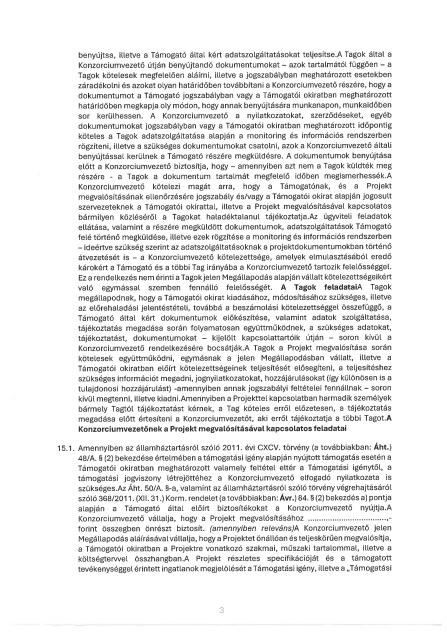 benyújtsa, illetve a Támogató által kért adatszolgáltatásokat teljesítse.A Tagok által a
Konzorciumvezető útján benyújtandó dokumentumokat – azok tartalmától függően – a
Tagok kötelesek megfelelően aláírni, illetve a jogszabályban meghatározott esetekben
záradékolni és azokat olyan határidőben továbbítani a Konzorciumvezető részére, hogy a
dokumentumot a Támogató jogszabályban vagy a Támogatói okiratban meghatározott
határidőben megkapja oly módon, hogy annak benyújtására munkanapon, munkaidőben
sor kerülhessen. A Konzorciumvezető a nyilatkozatokat, szerződéseket, egyéb
dokumentumokat jogszabályban vagy a Támogatói okiratban meghatározott időpontig
köteles a Tagok adatszolgáltatása alapján a monitoring és információs rendszerben
rögzíteni, illetve a szükséges dokumentumokat csatolni, azok a Konzorciumvezető általi
benyújtással kerülnek a Támogató részére megküldésre. A dokumentumok benyújtása
előtt a Konzorciumvezető biztosítja, hogy – amennyiben szt nem a Tagok küldték meg
részére - a Tagok a dokumentum tartalmát megfelelő időben megismerhessék.A
Konzorciumvezető kötelezi magát arra, hogy a Támogatónak, és a Projekt
megvalósításának ellenőrzésére jogszabály és/vagy a Támogatói okirat alapján jogosult
szervezeteknek a Támogatói okirattal, illetve a Projekt megvalósításával kapcsolatos
bármilyen közléséről a Tagokat haladéktalanul tájékoztatja.Az ügyviteli feladatok
ellátása, valamint a részére megküldött dokumentumok, adatszolgáltatások Támogató
felé történő megküldése, illetve ezek rögzítése a monitoring és információs rendszerben
– ideértve szükség szerint az adatszolgáltatásoknak a projektdokumentumokban történő
átvezetését is – a Konzorciumvezető kötelezettsége, amelyek elmulasztásából eredő
károkért a Támogató és a többi Tag irányába a Konzorciumvezető tartozik felelősséggel.
Ez a rendelkezés nem érinti a Tagok jelen Megállapodás alapján vállalt kötelezettségeikért
való egymással szemben fennálló felelősségét. A Tagok feladataiA Tagok
megállapodnak, hogy a Támogatói okirat kiadásához, módosításához szükséges, illetve
az előrehaladási jelentéstételi, továbbá a beszámolási kötelezettséggel összefüggő, a
Támogató által kért dokumentumok előkészítése, valamint adatok szolgáltatása,
tájékoztatás megadása során folyamatosan együttműködnek, a szükséges adatokat,
tájékoztatást, dokumentumokat – kijelölt kapcsolattartóik útján – soron kívül a
Konzorciumvezető rendelkezésére bocsátják.A Tagok a Projekt megvalósítása során
kötelesek együttműködni, egymásnak a jelen Megállapodásban vállalt, illetve a
Támogatói okiratban előírt kötelezettségeinek teljesítését elősegíteni, a teljesítéshez
szükséges információt megadni, jognyilatkozatokat, hozzájárulásokat (így különösen is a
tulajdonosi hozzájárulást) -amennyiben annak jogszabályi feltételei fennállnak – soron
kívül megtenni, illetve kiadni.Amennyiben a Projekttel kapcsolatban harmadik személyek
bármely Tagtól tájékoztatást kérnek, a Tag köteles erről előzetesen, a tájékoztatás
megadása előtt értesíteni a Konzorciumvezetőt, aki erről tájékoztatja a többi Tagot.A
Konzorciumvezetőnek a Projekt megvalósításával kapcsolatos feladatai
15.1. Amennyiben az államháztartásról szóló 2011. évi CXCV. törvény (a továbbiakban: Áht.)
48/A. § (2) bekezdése értelmében a támogatási igény alapján nyújtott támogatás esetén a
Támogatói okiratban meghatározott valamely feltétel eltér a Támogatási igénytől, a
támogatási jogviszony létrejöttéhez a Konzorciumvezető elfogadó nyilatkozata is
szükséges.Az Áht. 50/A. §-a, valamint az államháztartásról szóló törvény végrehajtásáról
szóló 368/2011. (XII. 31.) Korm. rendelet (a továbbiakban: Ávr.) 84. § (2) bekezdés a) pontja
alapján a Támogató által előírt biztosítékokat a Konzorciumvezető nyújtja.A
Konzorciumvezető vállalja, hogy a Projekt megvalósításához ........................,-
forint összegben önrészt biztosít. (amennyiben releváns)A Konzorciumvezető jelen
Megállapodás aláírásával vállalja, hogy a Projektet önállóan és teljeskörűen megvalósítja,
a Támogatói okiratban a Projektre vonatkozó szakmai, műszaki tartalommal, illetve a
költségtervvel összhangban.A Projekt részletes specifikációját és a támogatott
tevékenységgel érintett ingatlanok megjelölését a Támogatási igény, illetve a „Támogatási
3